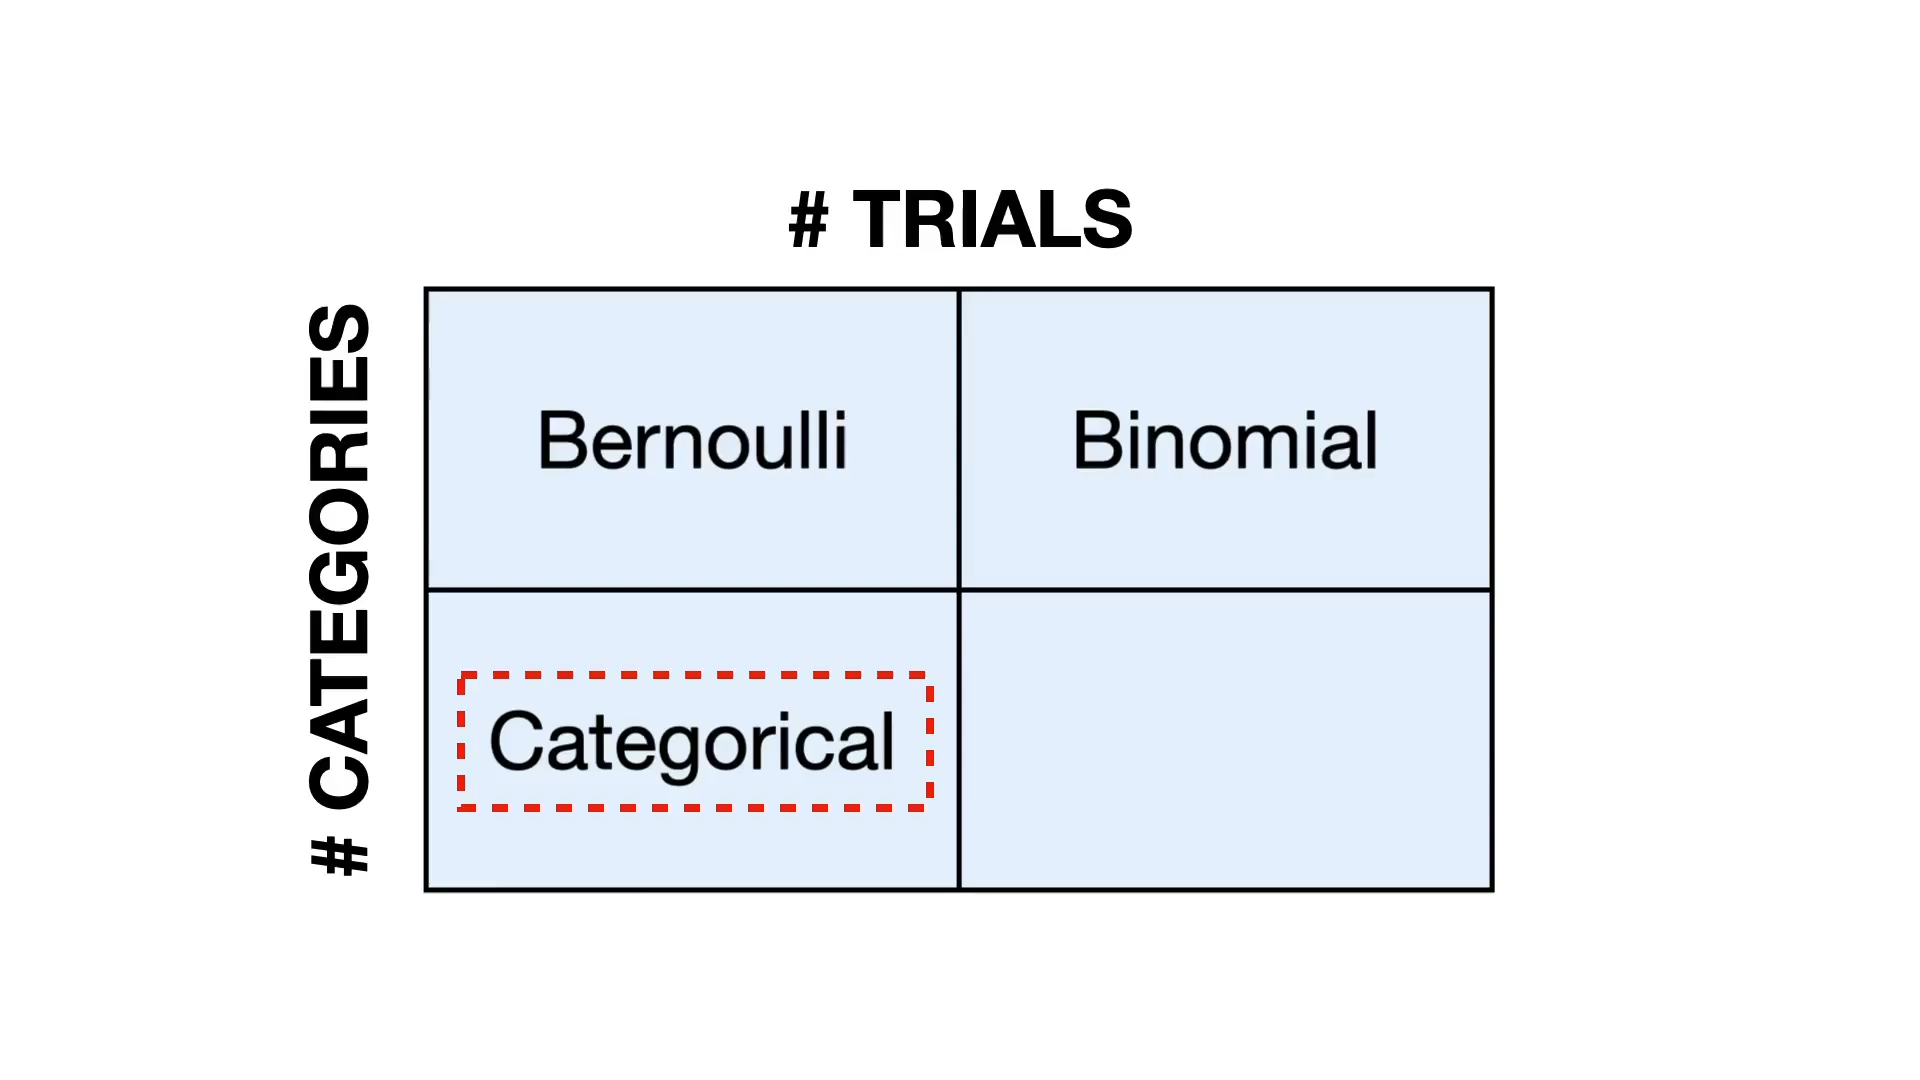 # TRIALS
# CATEGORIES
Bernoulli
Binomial
Categorical